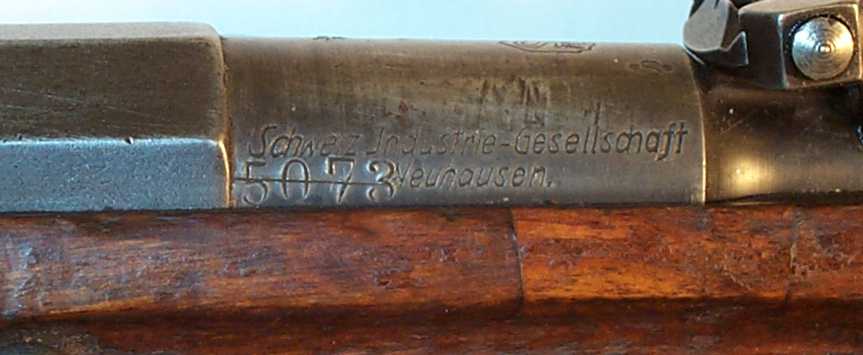 Schweiz Industrie-Gesellschaft
5073 Neuhausen.